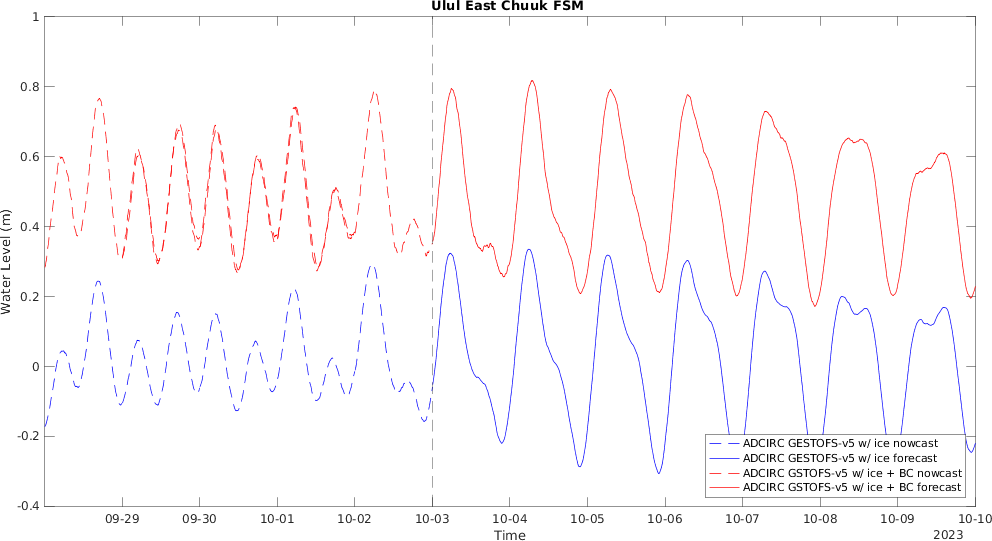 Ulul East Chuuk FSM
1
0.8
0.6
0.4
0.2
0
-0.2
-0.4
Water Level (m)
ADCIRC GESTOFS-v5 w/ ice nowcast
ADCIRC GESTOFS-v5 w/ ice forecast
ADCIRC GSTOFS-v5 w/ ice + BC nowcast
ADCIRC GSTOFS-v5 w/ ice + BC forecast
09-29 09-30 10-01 10-02 10-03 10-04 10-05 10-06 10-07 10-08 10-09 10-10
Time
2023